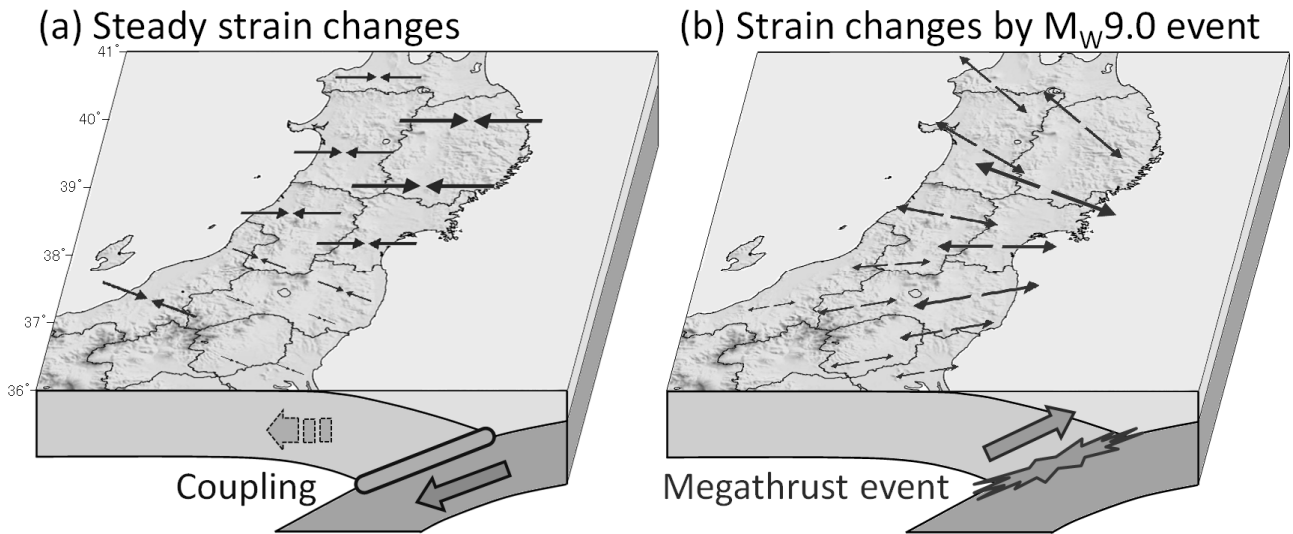 (a) Steady strain changes
(b) Strain changes by MW9.0 event
41°
40°
39°
38°
37°
36°
Coupling
Megathrust event